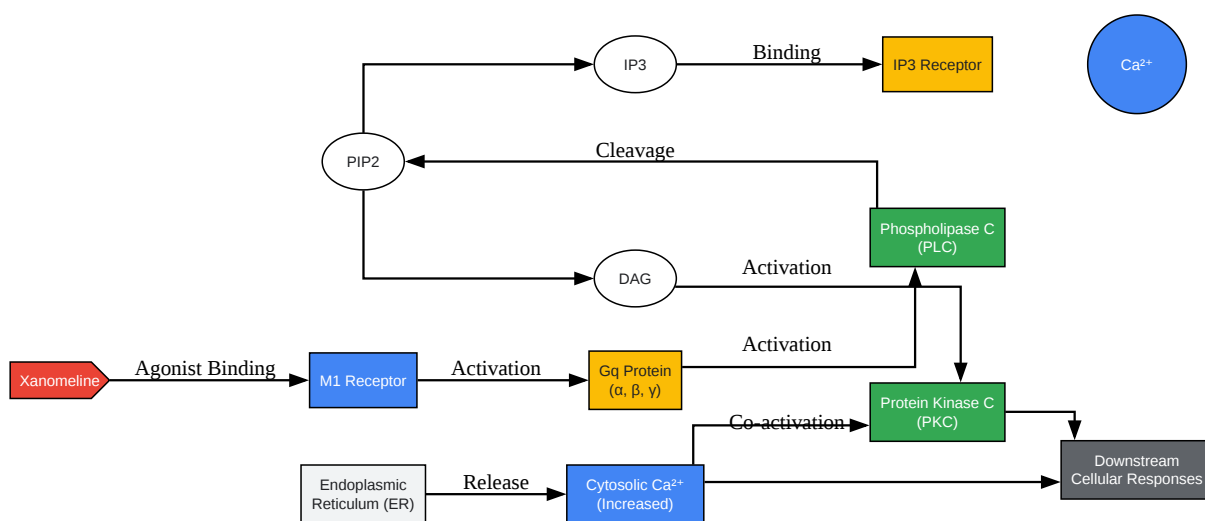 IP3
Binding
IP3 Receptor
Ca²⁺
PIP2
Cleavage
Phospholipase C
(PLC)
DAG
Activation
Xanomeline
Agonist Binding
M1 Receptor
Activation
Gq Protein
(α, β, γ)
Activation
Protein Kinase C
(PKC)
Co-activation
Endoplasmic
Reticulum (ER)
Release
Cytosolic Ca²⁺
(Increased)
Downstream
Cellular Responses